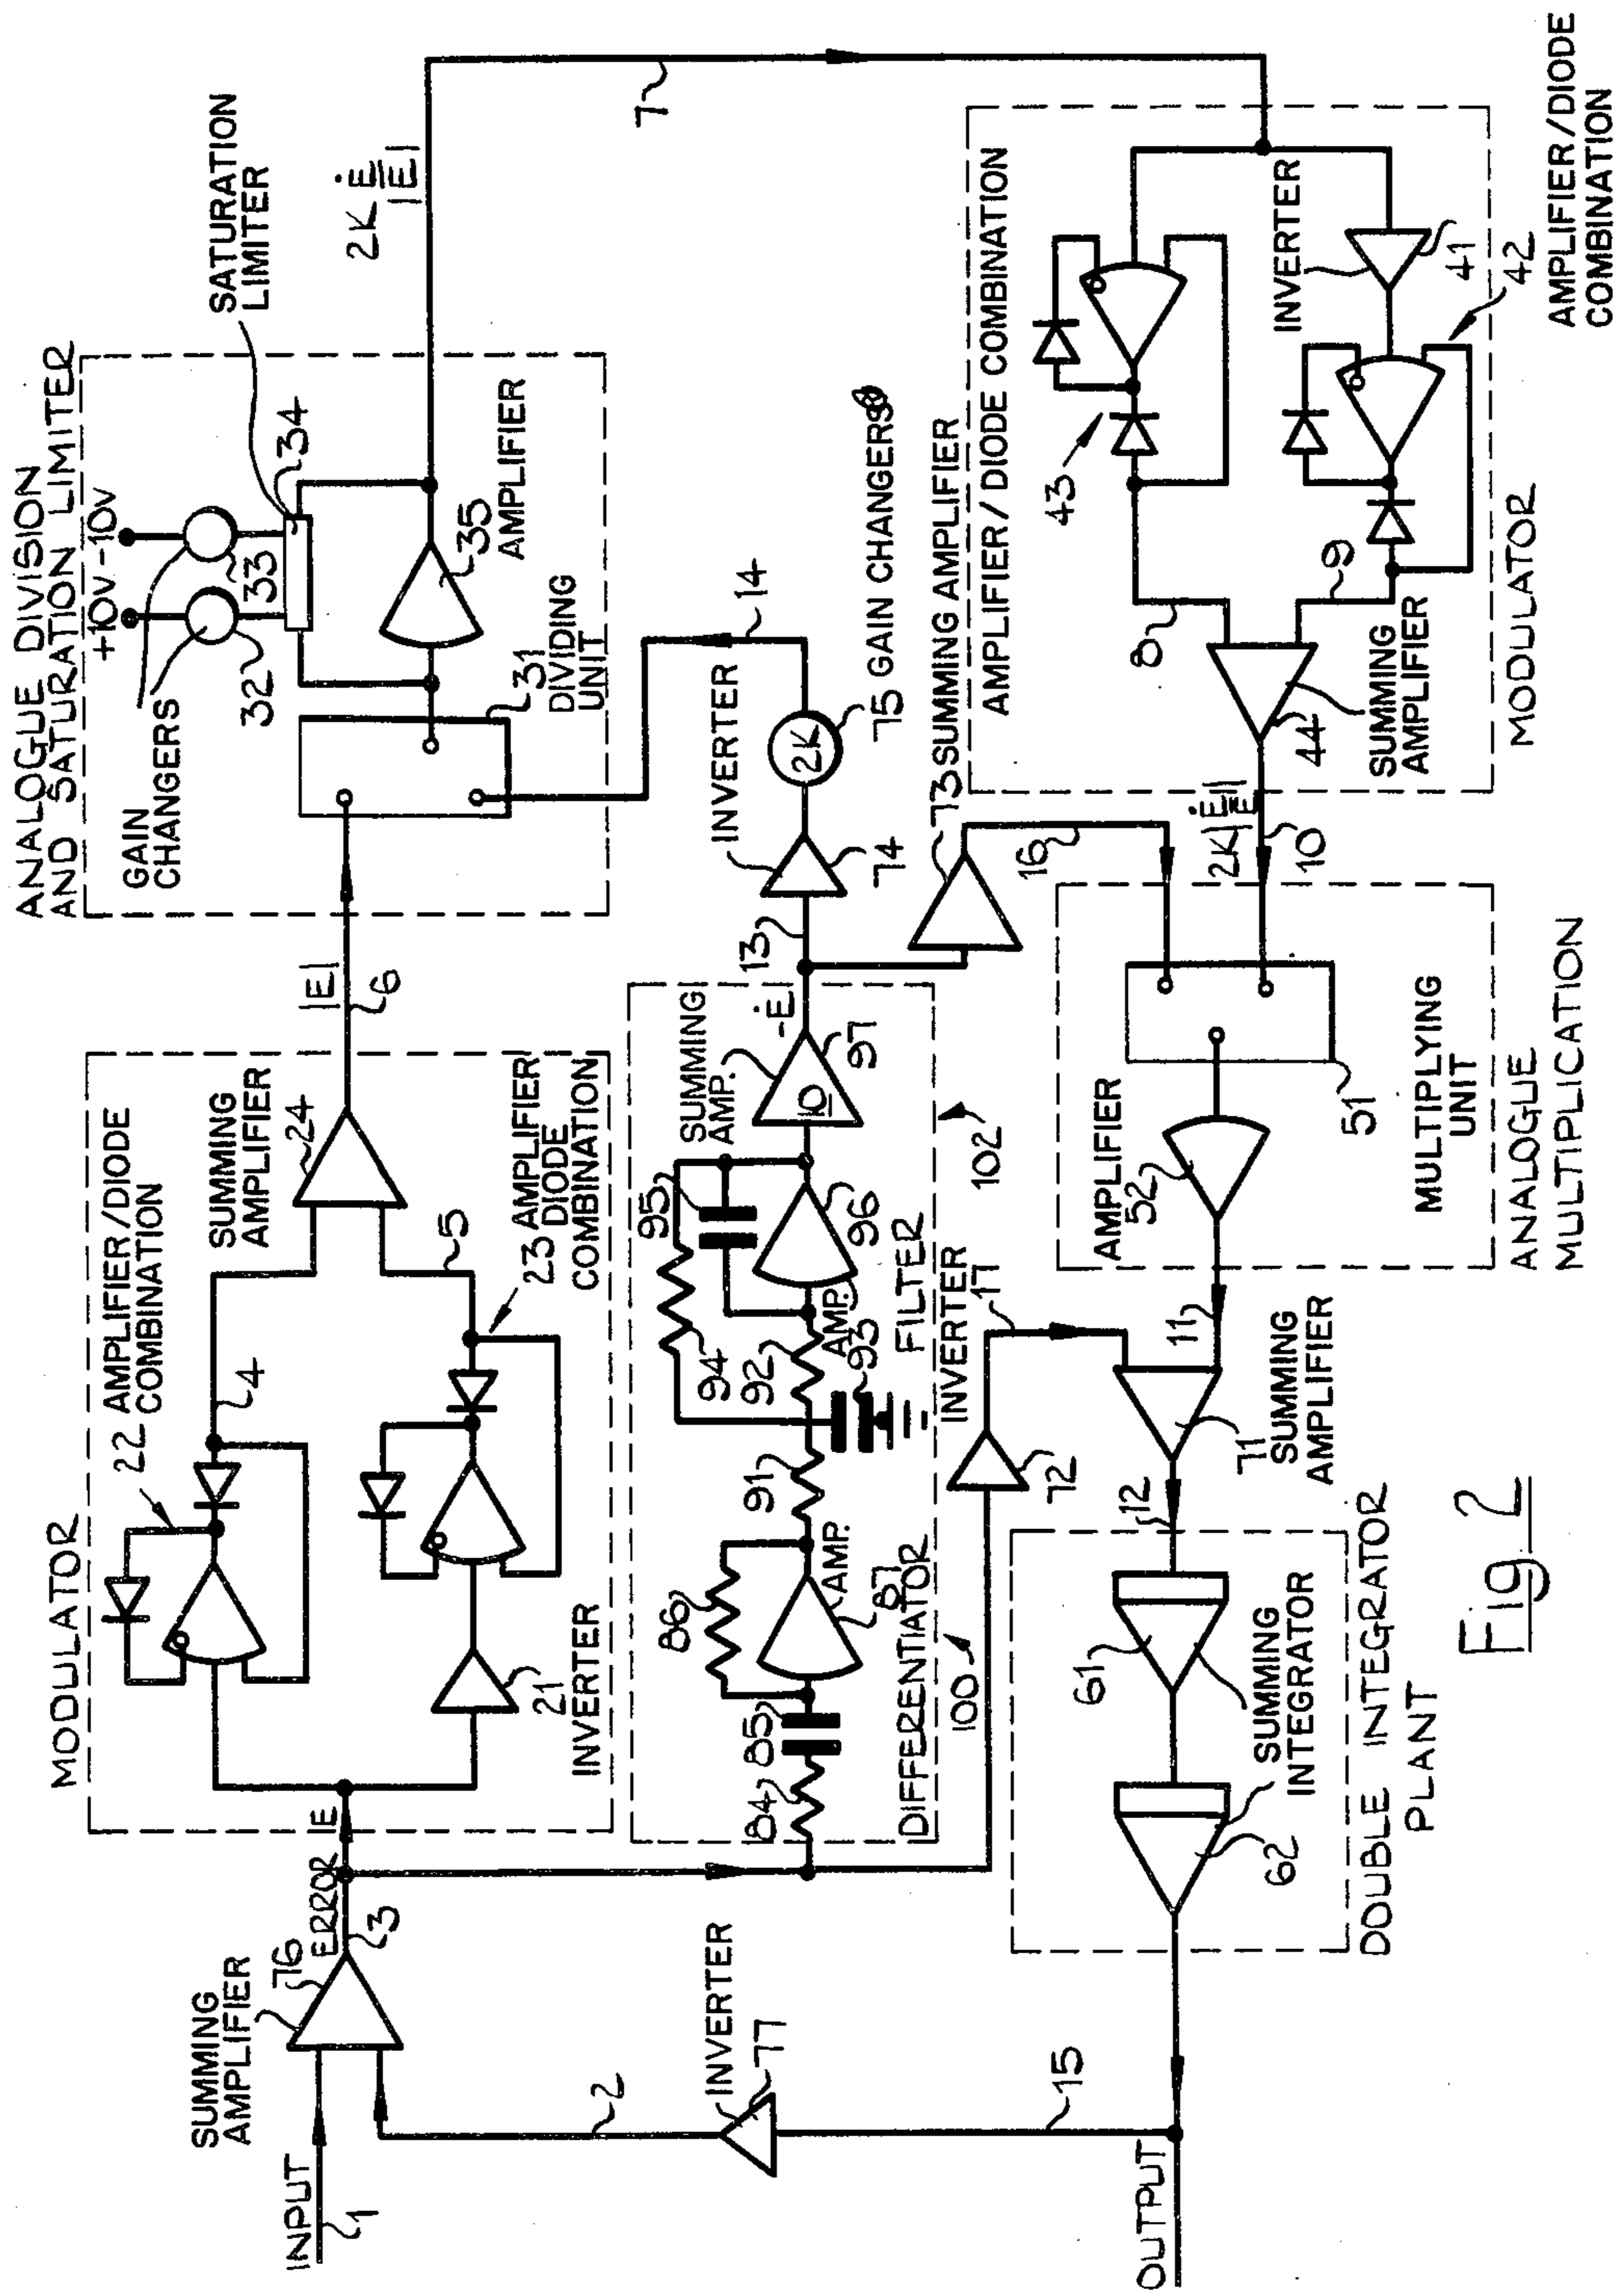 ANALOGUE DIVISION
AND SATURATION LIMITER
+10V
-10V
SATURATION
LIMITER
GAIN
CHANGERS
32
33
34
35
AMPLIFIER
31
DIVIDING
UNIT
2K Ė/|E|
7
MODULATOR
22 AMPLIFIER/DIODE
COMBINATION
4
SUMMING
AMPLIFIER
24
|E|
6
5
23 AMPLIFIER
DIODE
COMBINATION
21
INVERTER
SUMMING
AMPLIFIER
76
ERROR
E
3
INPUT
1
2
INVERTER
77
15
OUTPUT
84
85
86
AMP.
87
DIFFERENTIATOR
100
91
92
93
94
95
AMP.
96
FILTER
102
SUMMING
AMP.
10
97
-Ė
13
INVERTER
74
2K
75 GAIN CHANGERS
14
73 SUMMING AMPLIFIER
16
INVERTER
72
17
AMPLIFIER/DIODE COMBINATION
43
INVERTER
41
42
AMPLIFIER/DIODE
COMBINATION
8
9
SUMMING
AMPLIFIER
44
MODULATOR
2K|Ė/E|
10
AMPLIFIER
52
51
MULTIPLYING
UNIT
ANALOGUE
MULTIPLICATION
11
71
SUMMING
AMPLIFIER
12
61
62
SUMMING
INTEGRATOR
DOUBLE INTEGRATOR
PLANT
Fig 2